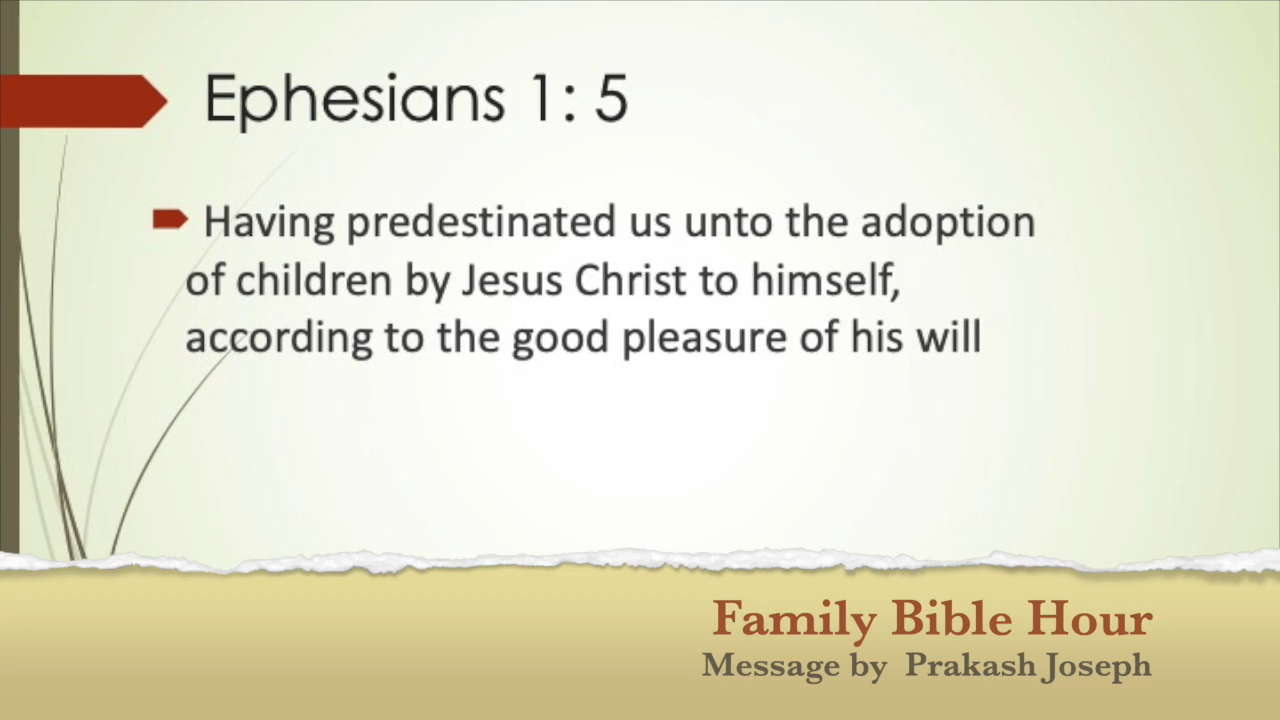 Ephesians 1: 5
Having predestinated us unto the adoption
of children by Jesus Christ to himself,
according to the good pleasure of his will
Family Bible Hour
Message by Prakash Joseph